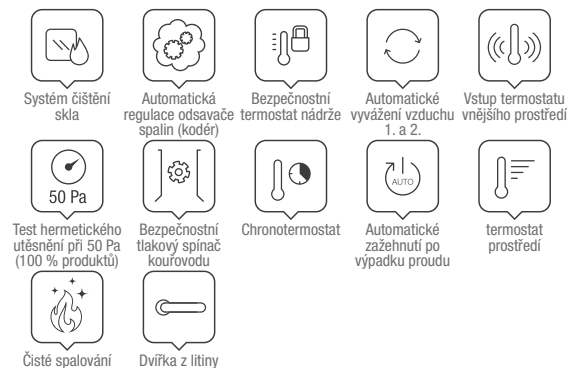 Systém čištění
skla
Automatická
regulace odsavače
spalin (kodér)
Bezpečnostní
termostat nádrže
Automatické
vyvážení vzduchu
1. a 2.
Vstup termostatu
vnějšího prostředí
50 Pa
Test hermetického
utěsnění při 50 Pa
(100 % produktů)
Bezpečnostní
tlakový spínač
kouřovodu
Chronotermostat
AUTO
Automatické
zažehnutí po
výpadku proudu
termostat
prostředí
Čisté spalování
Dvířka z litiny